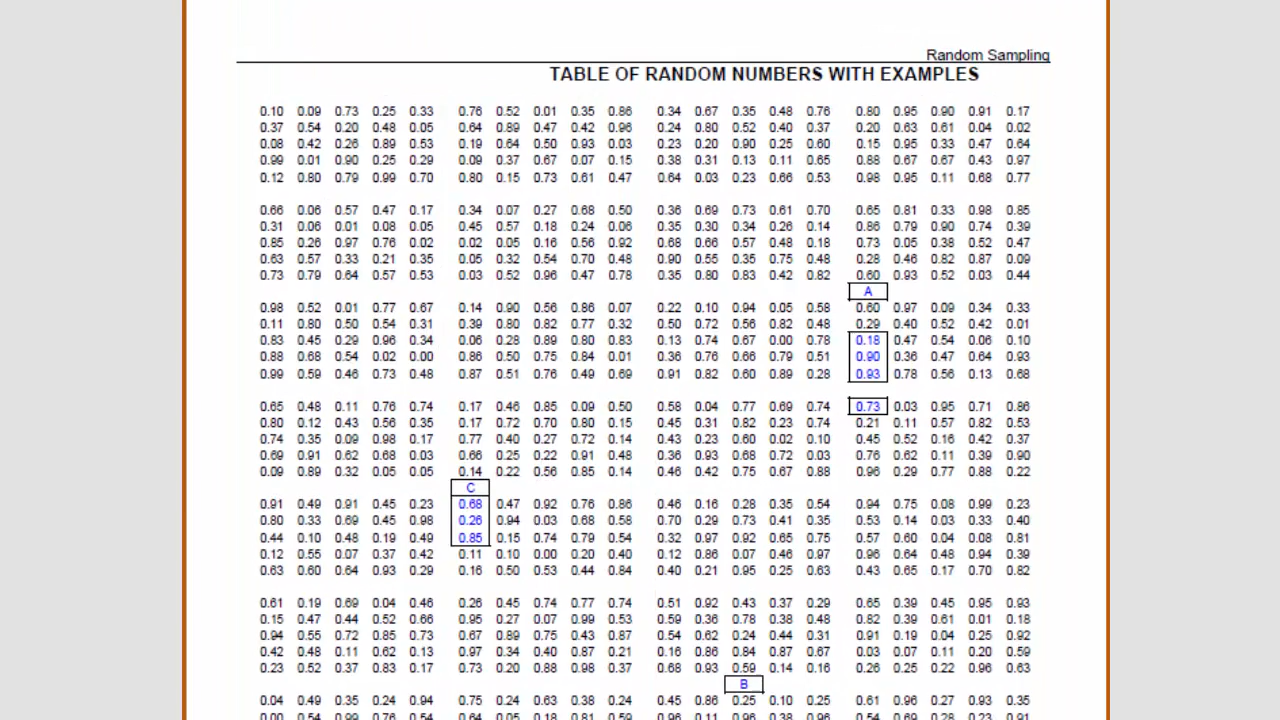 Random Sampling
TABLE OF RANDOM NUMBERS WITH EXAMPLES
0.10 0.09 0.73 0.25 0.33 0.76 0.52 0.01 0.35 0.86 0.34 0.67 0.35 0.48 0.76 0.80 0.95 0.90 0.91 0.17
0.37 0.54 0.20 0.48 0.05 0.64 0.89 0.47 0.42 0.96 0.24 0.80 0.52 0.40 0.37 0.20 0.63 0.61 0.04 0.02
0.08 0.42 0.26 0.89 0.53 0.19 0.64 0.50 0.93 0.03 0.23 0.20 0.90 0.25 0.60 0.15 0.95 0.33 0.47 0.64
0.99 0.01 0.90 0.25 0.29 0.09 0.37 0.67 0.07 0.15 0.38 0.31 0.13 0.11 0.65 0.88 0.67 0.67 0.43 0.97
0.12 0.80 0.79 0.99 0.70 0.80 0.15 0.73 0.61 0.47 0.64 0.03 0.23 0.66 0.53 0.98 0.95 0.11 0.68 0.77
0.66 0.06 0.57 0.47 0.17 0.34 0.07 0.27 0.68 0.50 0.36 0.69 0.73 0.61 0.70 0.65 0.81 0.33 0.98 0.85
0.31 0.06 0.01 0.08 0.05 0.45 0.57 0.18 0.24 0.06 0.35 0.30 0.34 0.26 0.14 0.86 0.79 0.90 0.74 0.39
0.85 0.26 0.97 0.76 0.02 0.02 0.05 0.16 0.56 0.92 0.68 0.66 0.57 0.48 0.18 0.73 0.05 0.38 0.52 0.47
0.63 0.57 0.33 0.21 0.35 0.05 0.32 0.54 0.70 0.48 0.90 0.55 0.35 0.75 0.48 0.28 0.46 0.82 0.87 0.09
0.73 0.79 0.64 0.57 0.53 0.03 0.52 0.96 0.47 0.78 0.35 0.80 0.83 0.42 0.82 0.60 0.93 0.52 0.03 0.44
A
0.98 0.52 0.01 0.77 0.67 0.14 0.90 0.56 0.86 0.07 0.22 0.10 0.94 0.05 0.58 0.60 0.97 0.09 0.34 0.33
0.11 0.80 0.50 0.54 0.31 0.39 0.80 0.82 0.77 0.32 0.50 0.72 0.56 0.82 0.48 0.29 0.40 0.52 0.42 0.01
0.83 0.45 0.29 0.96 0.34 0.06 0.28 0.89 0.80 0.83 0.13 0.74 0.67 0.00 0.78 0.18 0.47 0.54 0.06 0.10
0.88 0.68 0.54 0.02 0.00 0.86 0.50 0.75 0.84 0.01 0.36 0.76 0.66 0.79 0.51 0.90 0.36 0.47 0.64 0.93
0.99 0.59 0.46 0.73 0.48 0.87 0.51 0.76 0.49 0.69 0.91 0.82 0.60 0.89 0.28 0.93 0.78 0.56 0.13 0.68
0.65 0.48 0.11 0.76 0.74 0.17 0.46 0.85 0.09 0.50 0.58 0.04 0.77 0.69 0.74 0.73 0.03 0.95 0.71 0.86
0.80 0.12 0.43 0.56 0.35 0.17 0.72 0.70 0.80 0.15 0.45 0.31 0.82 0.23 0.74 0.21 0.11 0.57 0.82 0.53
0.74 0.35 0.09 0.98 0.17 0.77 0.40 0.27 0.72 0.14 0.43 0.23 0.60 0.02 0.10 0.45 0.52 0.16 0.42 0.37
0.69 0.91 0.62 0.68 0.03 0.66 0.25 0.22 0.91 0.48 0.36 0.93 0.68 0.72 0.03 0.76 0.62 0.11 0.39 0.90
0.09 0.89 0.32 0.05 0.05 0.14 0.22 0.56 0.85 0.14 0.46 0.42 0.75 0.67 0.88 0.96 0.29 0.77 0.88 0.22
C
0.91 0.49 0.91 0.45 0.23 0.68 0.47 0.92 0.76 0.86 0.46 0.16 0.28 0.35 0.54 0.94 0.75 0.08 0.99 0.23
0.80 0.33 0.69 0.45 0.98 0.26 0.94 0.03 0.68 0.58 0.70 0.29 0.73 0.41 0.35 0.53 0.14 0.03 0.33 0.40
0.44 0.10 0.48 0.19 0.49 0.85 0.15 0.74 0.79 0.54 0.32 0.97 0.92 0.65 0.75 0.57 0.60 0.04 0.08 0.81
0.12 0.55 0.07 0.37 0.42 0.11 0.10 0.00 0.20 0.40 0.12 0.86 0.07 0.46 0.97 0.96 0.64 0.48 0.94 0.39
0.63 0.60 0.64 0.93 0.29 0.16 0.50 0.53 0.44 0.84 0.40 0.21 0.95 0.25 0.63 0.43 0.65 0.17 0.70 0.82
0.61 0.19 0.69 0.04 0.46 0.26 0.45 0.74 0.77 0.74 0.51 0.92 0.43 0.37 0.29 0.65 0.39 0.45 0.95 0.93
0.15 0.47 0.44 0.52 0.66 0.95 0.27 0.07 0.99 0.53 0.59 0.36 0.78 0.38 0.48 0.82 0.39 0.61 0.01 0.18
0.94 0.55 0.72 0.85 0.73 0.67 0.89 0.75 0.43 0.87 0.54 0.62 0.24 0.44 0.31 0.91 0.19 0.04 0.25 0.92
0.42 0.48 0.11 0.62 0.13 0.97 0.34 0.40 0.87 0.21 0.16 0.86 0.84 0.87 0.67 0.03 0.07 0.11 0.20 0.59
0.23 0.52 0.37 0.83 0.17 0.73 0.20 0.88 0.98 0.37 0.68 0.93 0.59 0.14 0.16 0.26 0.25 0.22 0.96 0.63
B
0.04 0.49 0.35 0.24 0.94 0.75 0.24 0.63 0.38 0.24 0.45 0.86 0.25 0.10 0.25 0.61 0.96 0.27 0.93 0.35
0.00 0.54 0.99 0.76 0.54 0.64 0.05 0.18 0.81 0.59 0.96 0.11 0.96 0.38 0.96 0.54 0.69 0.28 0.23 0.91